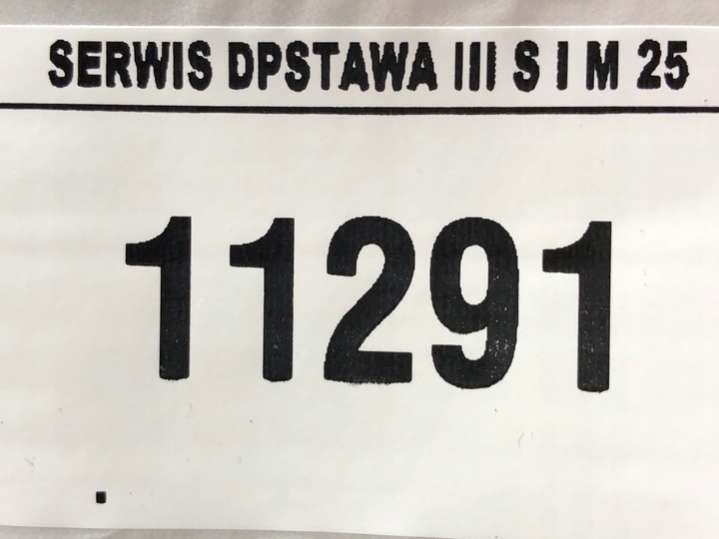 SERWIS DPSTAWA III S I M 25
11291
.